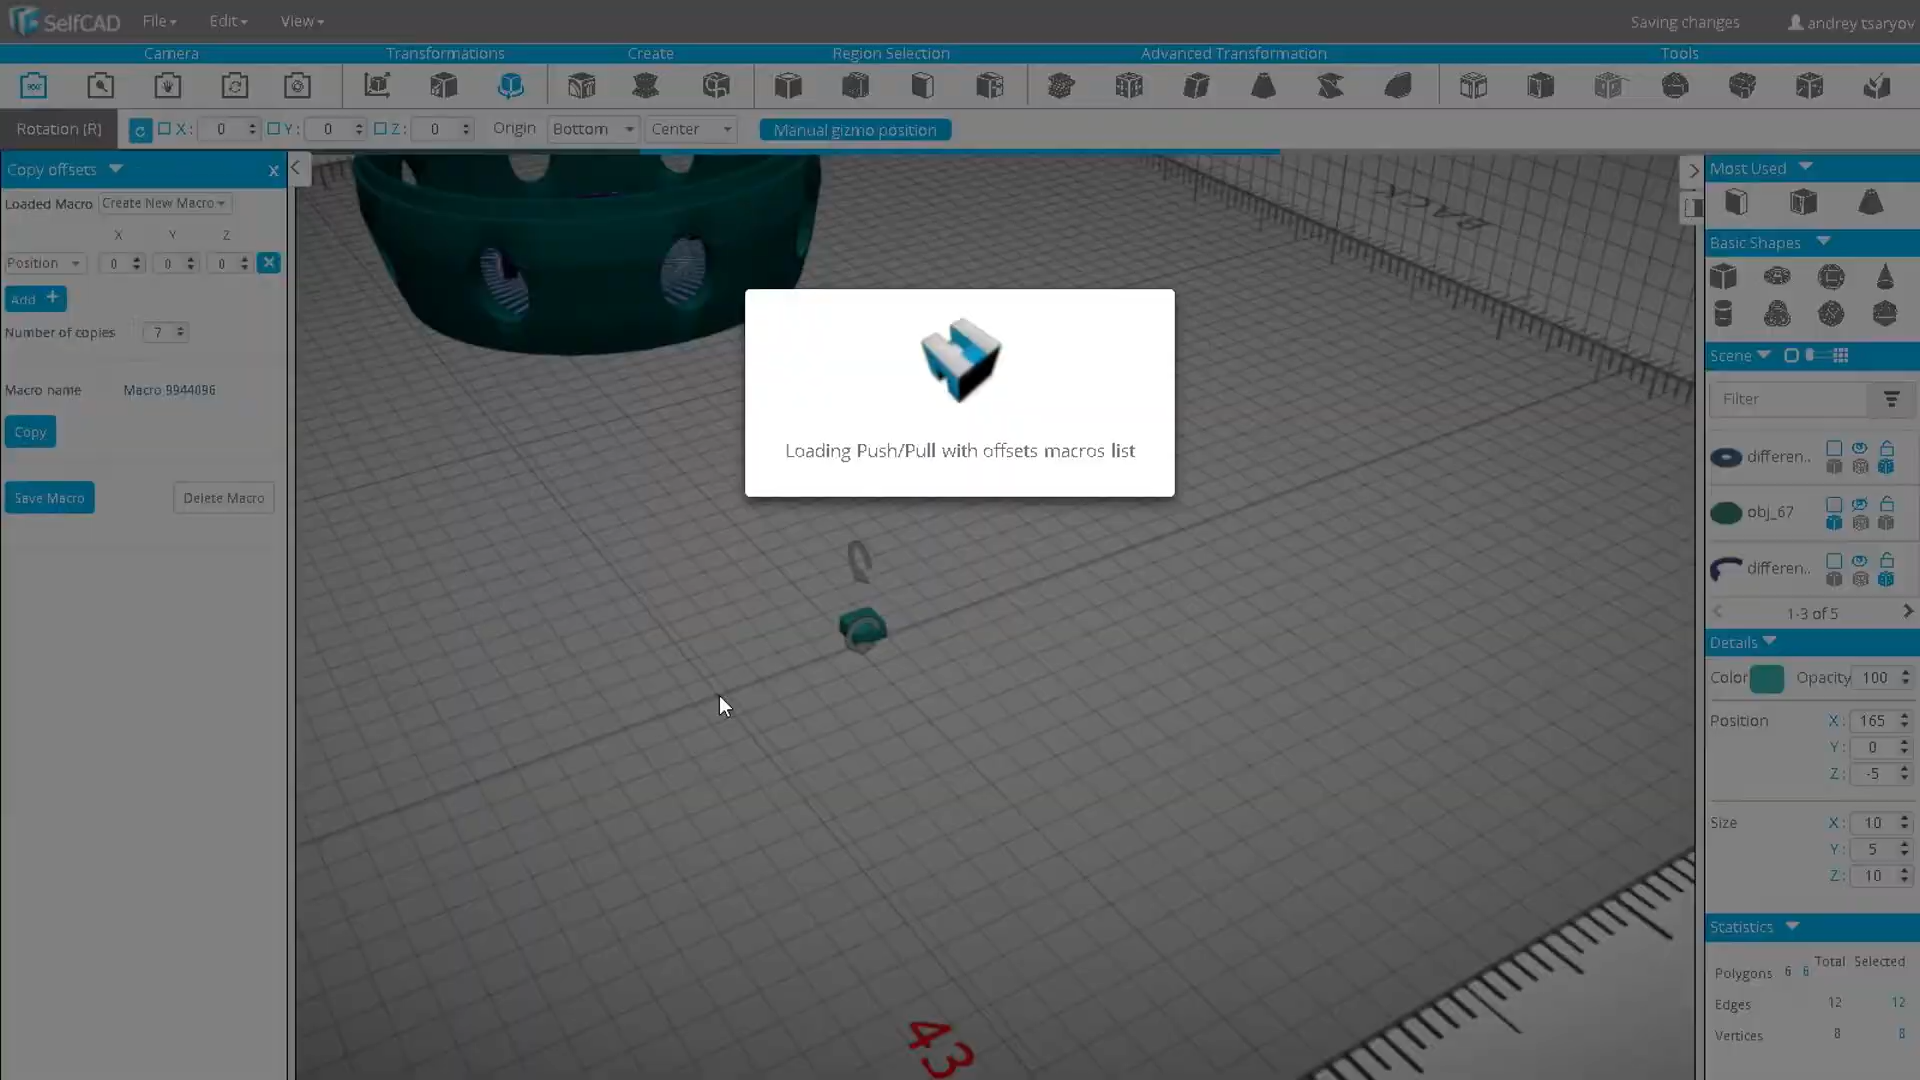 SelfCAD File Edit View Saving changes andrey tsaryov
Camera Transformations Create Region Selection Advanced Transformation Tools
360°
Rotation (R) X: 0 Y: 0 Z: 0 Origin Bottom Center Manual gizmo position
Copy offsets X
Loaded Macro Create New Macro
X Y Z
Position 0 0 0
Add +
Number of copies 7
Macro name Macro 9944096
Copy
Save Macro Delete Macro
BACK
Loading Push/Pull with offsets macros list
43
Most Used
Basic Shapes
Scene
Filter
differen..
obj_67
differen..
1-3 of 5
Details
Color Opacity 100
Position X: 165
Y: 0
Z: -5
Size X: 10
Y: 5
Z: 10
Statistics
Total Selected
Polygons 6 6
Edges 12 12
Vertices 8 8